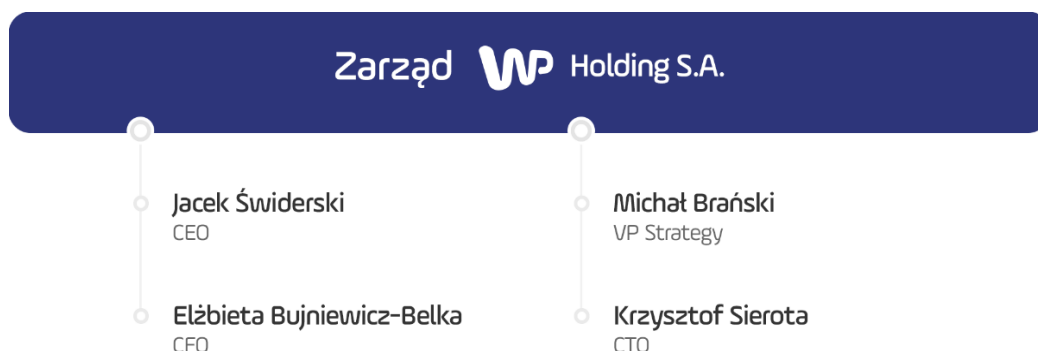 Zarząd WP Holding S.A.
Jacek Świderski
CEO
Elżbieta Bujniewicz-Belka
CFO
Michał Brański
VP Strategy
Krzysztof Sierota
CTO